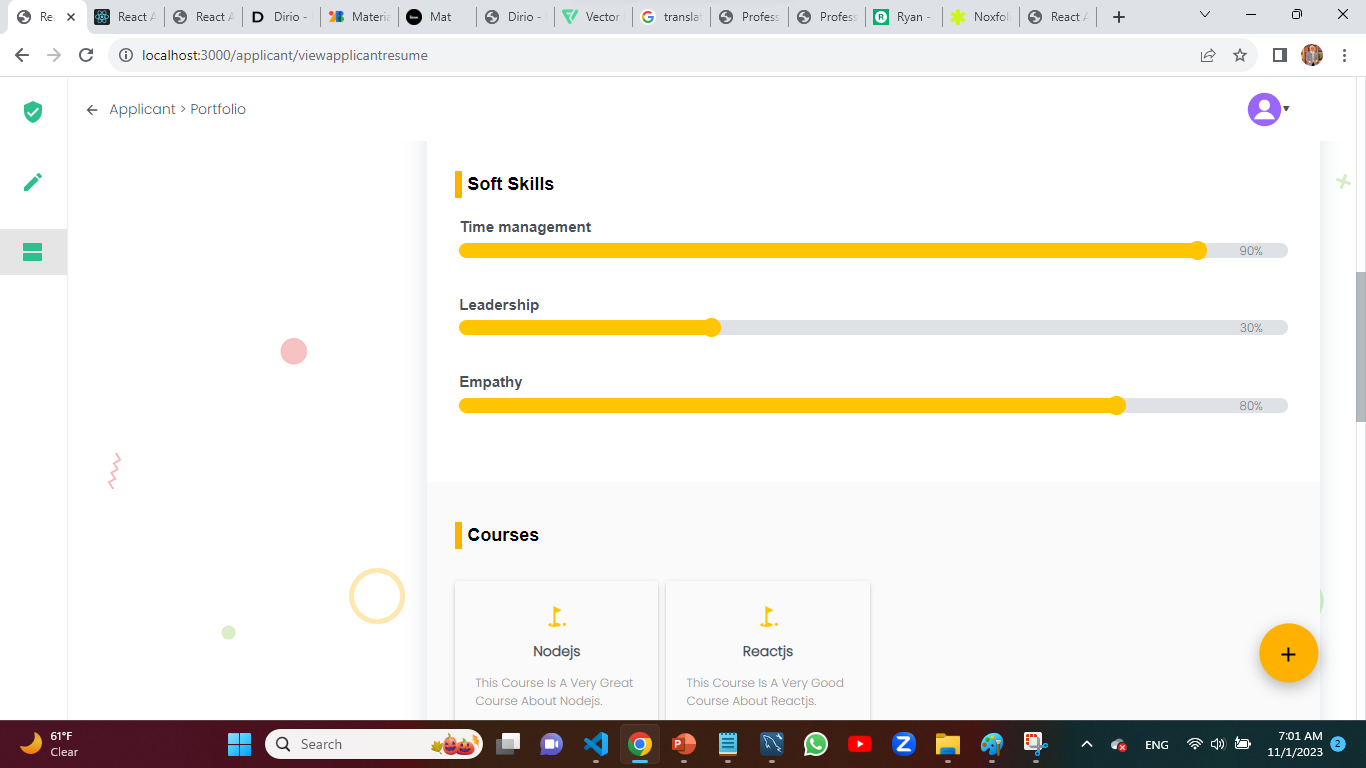 Re
React A
React A
Dirio -
Materia
Mat
Dirio -
Vector
translat
Profess
Profess
Ryan -
Noxfoli
React A
localhost:3000/applicant/viewapplicantresume
Applicant > Portfolio
Soft Skills
Time management
90%
Leadership
30%
Empathy
80%
Courses
Nodejs
This Course Is A Very Great
Course About Nodejs.
Reactjs
This Course Is A Very Good
Course About Reactjs.
61°F
Clear
Search
ENG
7:01 AM
11/1/2023
2